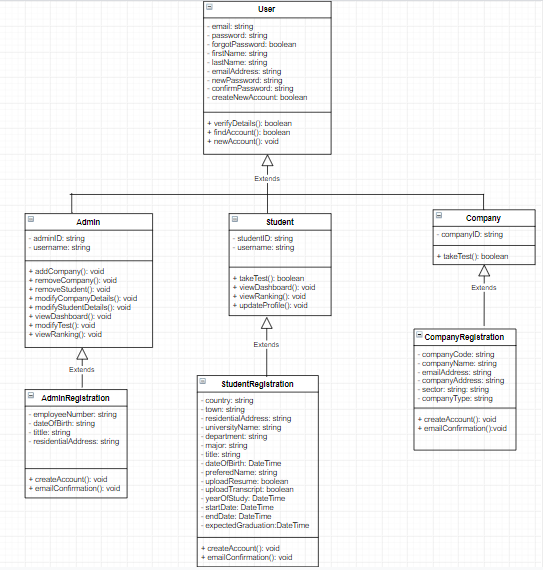 User
- email: string
- password: string
- forgotPassword: boolean
- firstName: string
- lastName: string
- emailAddress: string
- newPassword: string
- confirmPassword: string
- createNewAccount: boolean
+ verifyDetails(): boolean
+ findAccount(): boolean
+ newAccount(): void
Extends
Admin
- adminID: string
- username: string
+ addCompany(): void
+ removeCompany(): void
+ removeStudent(): void
+ modifyCompanyDetails(): void
+ modifyStudentDetails(): void
+ viewDashboard(): void
+ modifyTest(): void
+ viewRanking(): void
Student
- studentID: string
- username: string
+ takeTest(): boolean
+ viewDashboard(): void
+ viewRanking(): void
+ updateProfile(): void
Company
- companyID: string
+ takeTest(): boolean
Extends
Extends
Extends
AdminRegistration
- employeeNumber: string
- dateOfBirth: string
- tittle: string
- residentialAddress: string
+ createAccount(): void
+ emailConfirmation(): void
StudentRegistration
- country: string
- town: string
- residentialAddress: string
- universityName: string
- department: string
- major: string
- title: string
- dateOfBirth: DateTime
- preferedName: string
- uploadResume: boolean
- uploadTranscript: boolean
- yearOfStudy: DateTime
- startDate: DateTime
- endDate: DateTime
- expectedGraduation:DateTime
+ createAccount(): void
+ emailConfirmation(): void
CompanyRegistration
- companyCode: string
- companyName: string
- emailAddress: string
- companyAddress: string
- sector: string: string
- companyType: string
+ createAccount(): void
+ emailConfirmation():void